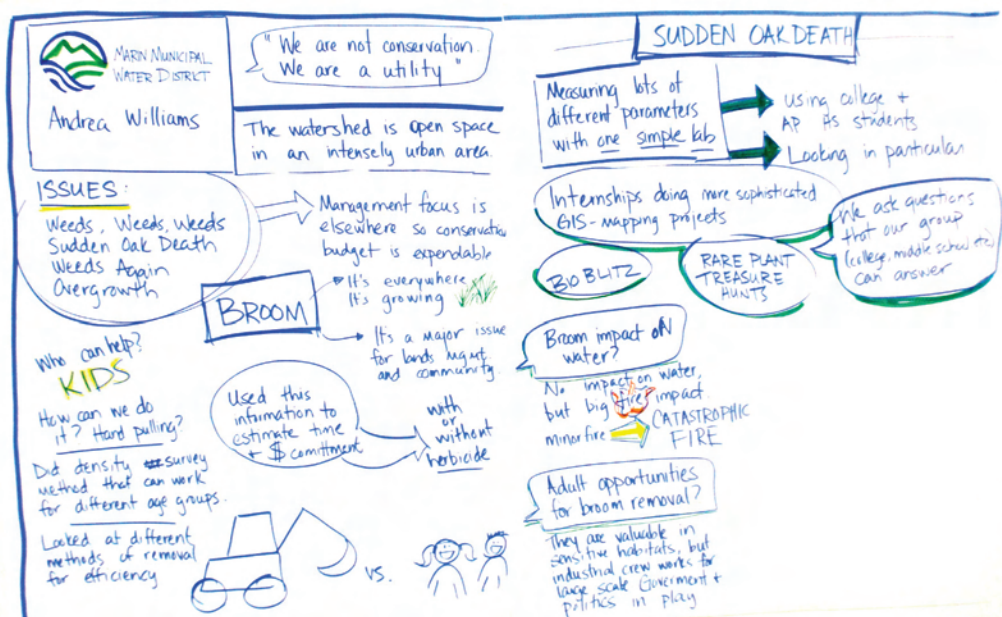 MARIN MUNICIPAL
WATER DISTRICT
Andrea Williams
"We are not conservation.
We are a utility"
The watershed is open space
in an intensely urban area.
ISSUES:
Weeds, Weeds, Weeds
Sudden Oak Death
Weeds Again
Overgrowth
Management focus is
elsewhere so conservation
budget is expendable
BROOM
It's everywhere
It's growing
It's a major issue
for lands mgmt.
and community.
Who can help?
KIDS
How can we do
it? Hand pulling?
Did density survey
method that can work
for different age groups.
Looked at different
methods of removal
for efficiency
Used this
information to
estimate time
+ $ comittment
with
or
without
herbicide
vs.
SUDDEN OAK DEATH
Measuring lots of
different parameters
with one simple lab
Using college +
AP
students
Looking in particular
Internships doing more sophisticated
GIS-mapping projects
We ask questions
that our group
(college, middle school etc)
can answer
BIO BLITZ
RARE PLANT
TREASURE
HUNTS
Broom impact on
water?
No impact on water,
but big fire impact.
minor fire
CATASTROPHIC
FIRE
Adult opportunities
for broom removal?
They are valuable in
sensitive habitats, but
industrial crew works for
large scale Goverment +
politics in play